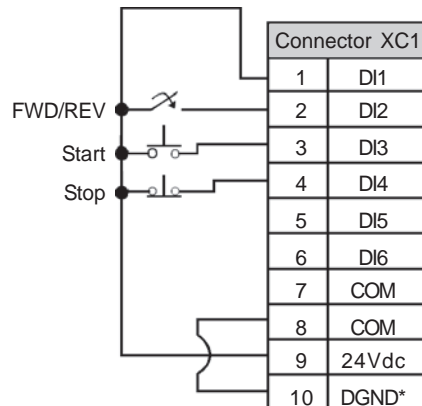 Connector XC1
1 DI1
FWD/REV 2 DI2
Start 3 DI3
Stop 4 DI4
5 DI5
6 DI6
7 COM
8 COM
9 24Vdc
10 DGND*